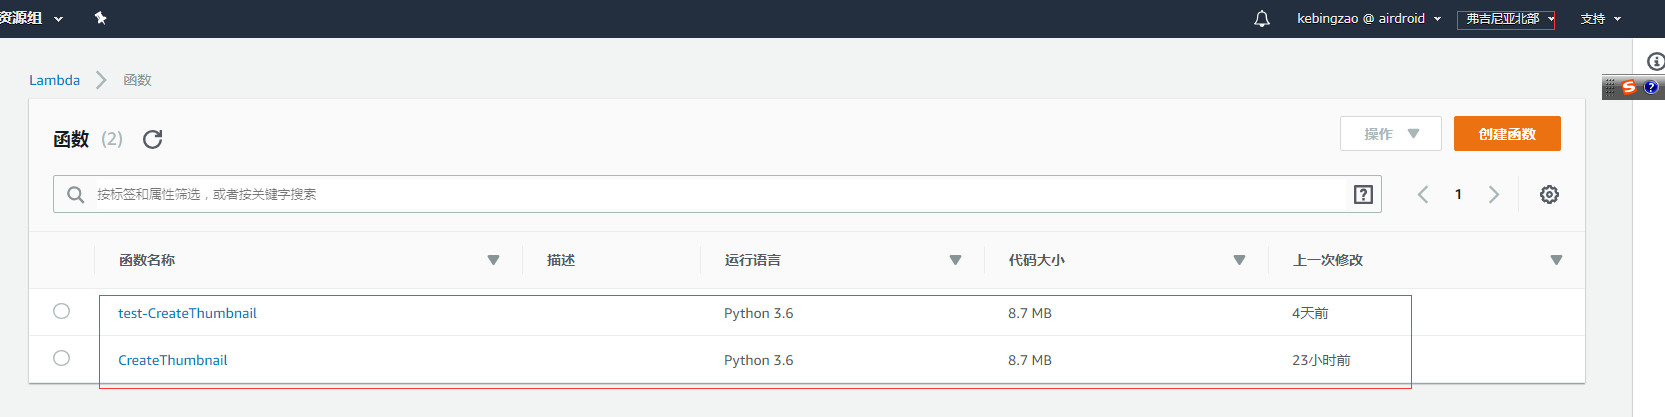 资源组
kebingzao @ airdroid
弗吉尼亚北部
支持
Lambda 函数
函数 (2)
操作
创建函数
按标签和属性筛选，或者按关键字搜索
1
函数名称 描述 运行语言 代码大小 上一次修改
test-CreateThumbnail Python 3.6 8.7 MB 4天前
CreateThumbnail Python 3.6 8.7 MB 23小时前